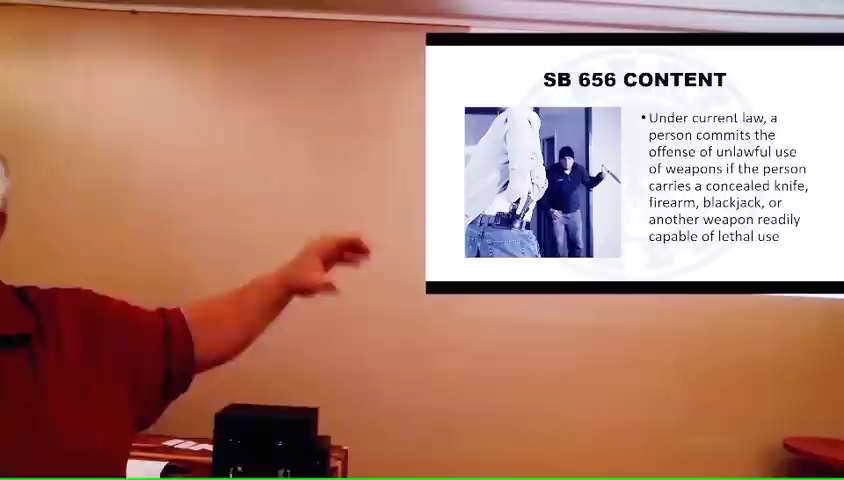 SB 656 CONTENT
• Under current law, a
person commits the
offense of unlawful use
of weapons if the person
carries a concealed knife,
firearm, blackjack, or
another weapon readily
capable of lethal use